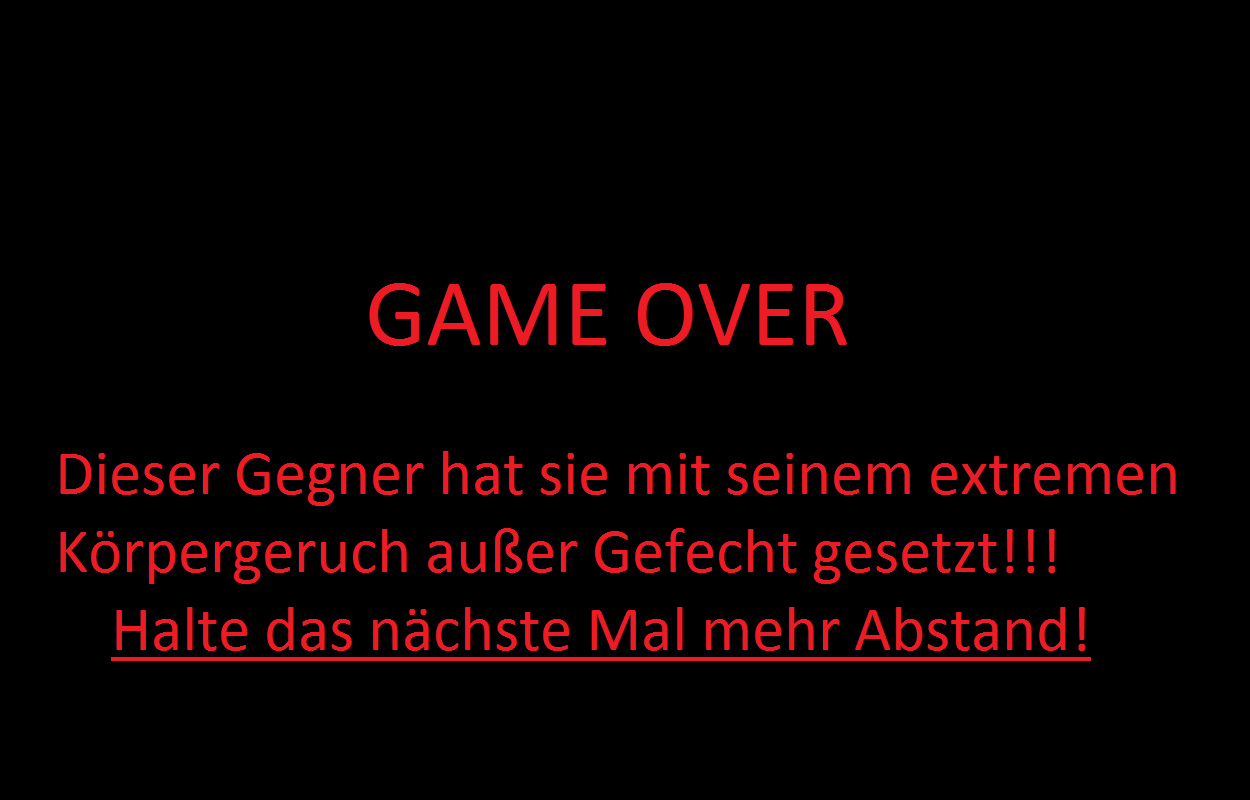 GAME OVER
Dieser Gegner hat sie mit seinem extremen
Körpergeruch außer Gefecht gesetzt!!!
Halte das nächste Mal mehr Abstand!